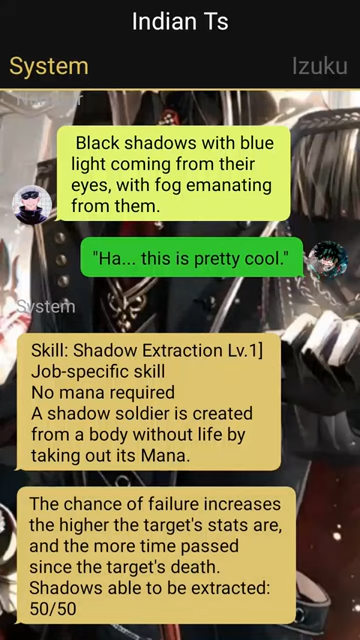 Indian Ts
System
Izuku
Black shadows with blue
light coming from their
eyes, with fog emanating
from them.
"Ha... this is pretty cool."
System
Skill: Shadow Extraction Lv.1]
Job-specific skill
No mana required
A shadow soldier is created
from a body without life by
taking out its Mana.
The chance of failure increases
the higher the target's stats are,
and the more time passed
since the target's death.
Shadows able to be extracted:
50/50